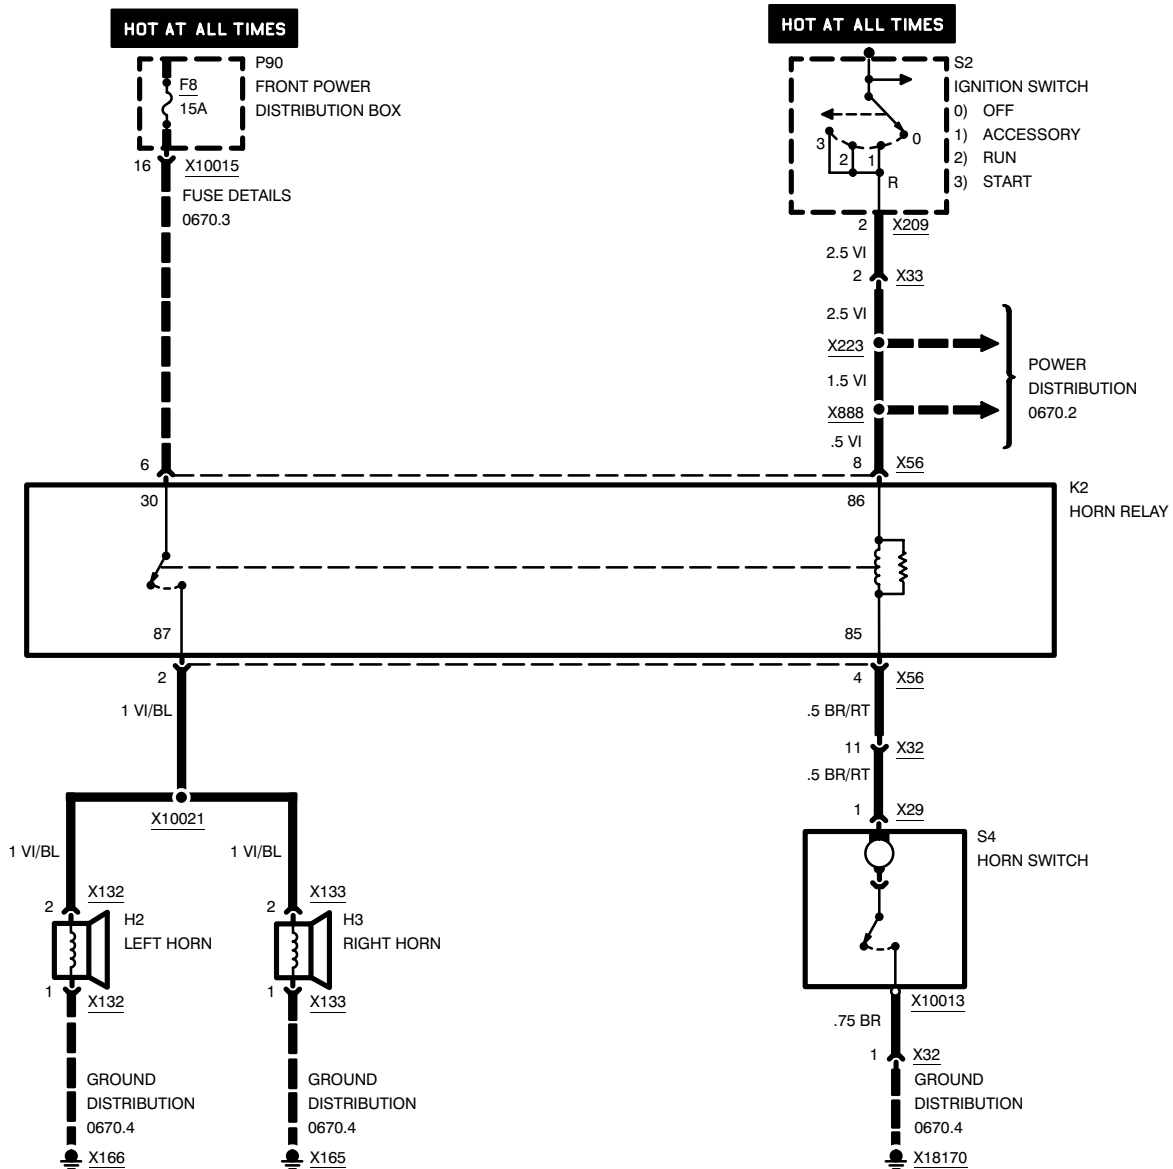 HOT AT ALL TIMES
HOT AT ALL TIMES
P90
FRONT POWER
DISTRIBUTION BOX
F8
15A
16
X10015
FUSE DETAILS
0670.3
S2
IGNITION SWITCH
0) OFF
1) ACCESSORY
2) RUN
3) START
0
3
2
1
R
2
X209
2.5 VI
2
X33
2.5 VI
X223
1.5 VI
X888
.5 VI
POWER
DISTRIBUTION
0670.2
6
8
X56
K2
HORN RELAY
30
86
87
85
2
4
X56
1 VI/BL
.5 BR/RT
11
X32
.5 BR/RT
X10021
1
X29
1 VI/BL
1 VI/BL
S4
HORN SWITCH
X132
X133
2
2
H2
LEFT HORN
H3
RIGHT HORN
1
X132
1
X133
X10013
.75 BR
1
X32
GROUND
DISTRIBUTION
0670.4
GROUND
DISTRIBUTION
0670.4
GROUND
DISTRIBUTION
0670.4
X166
X165
X18170